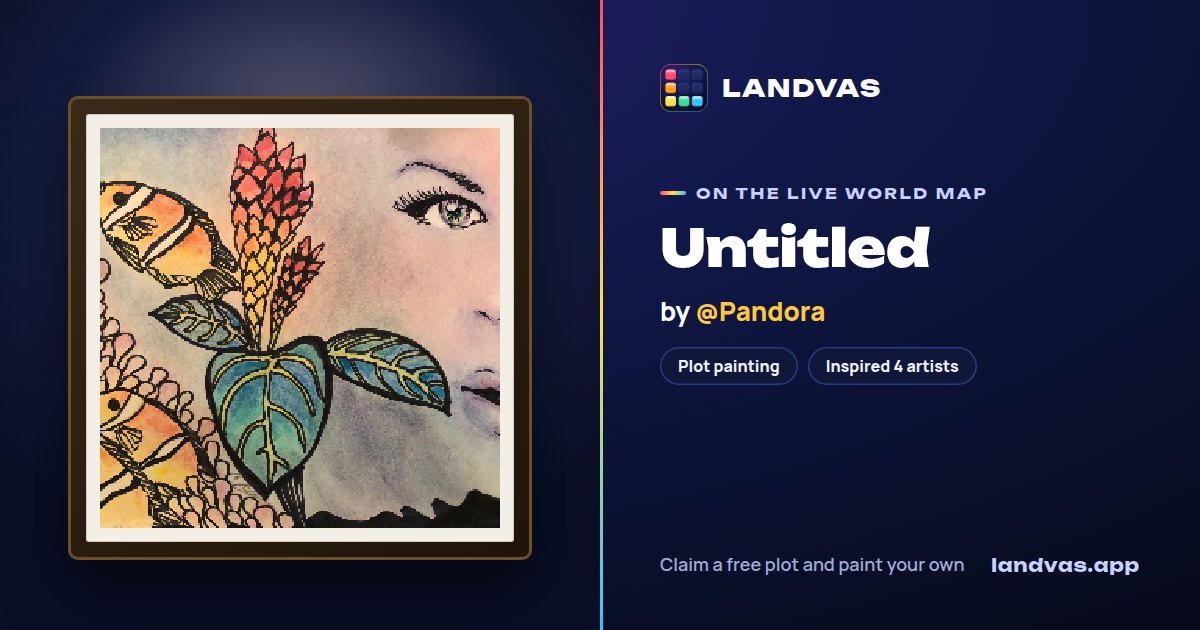 LANDVAS
ON THE LIVE WORLD MAP
Untitled
by @Pandora
Plot painting
Inspired 4 artists
Claim a free plot and paint your own
landvas.app